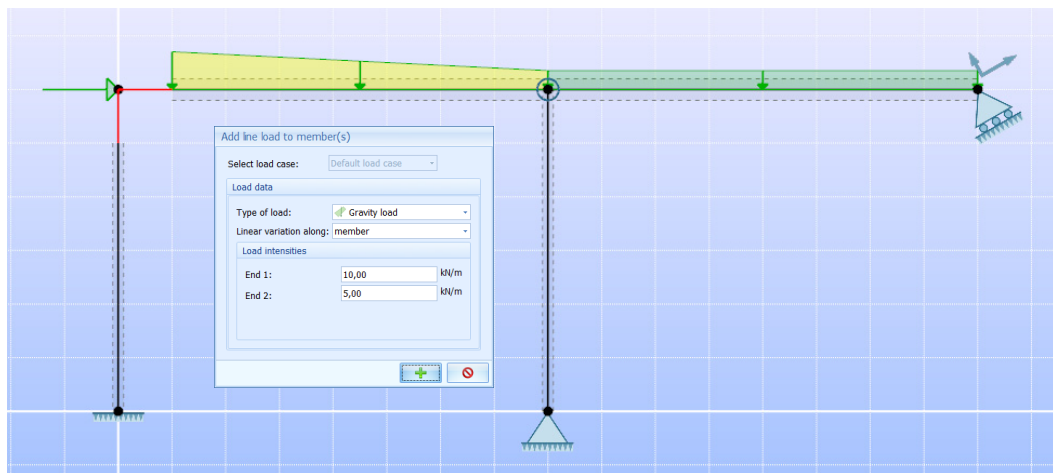 Add line load to member(s)
Select load case: Default load case
Load data
Type of load: Gravity load
Linear variation along: member
Load intensities
End 1: 10,00 kN/m
End 2: 5,00 kN/m